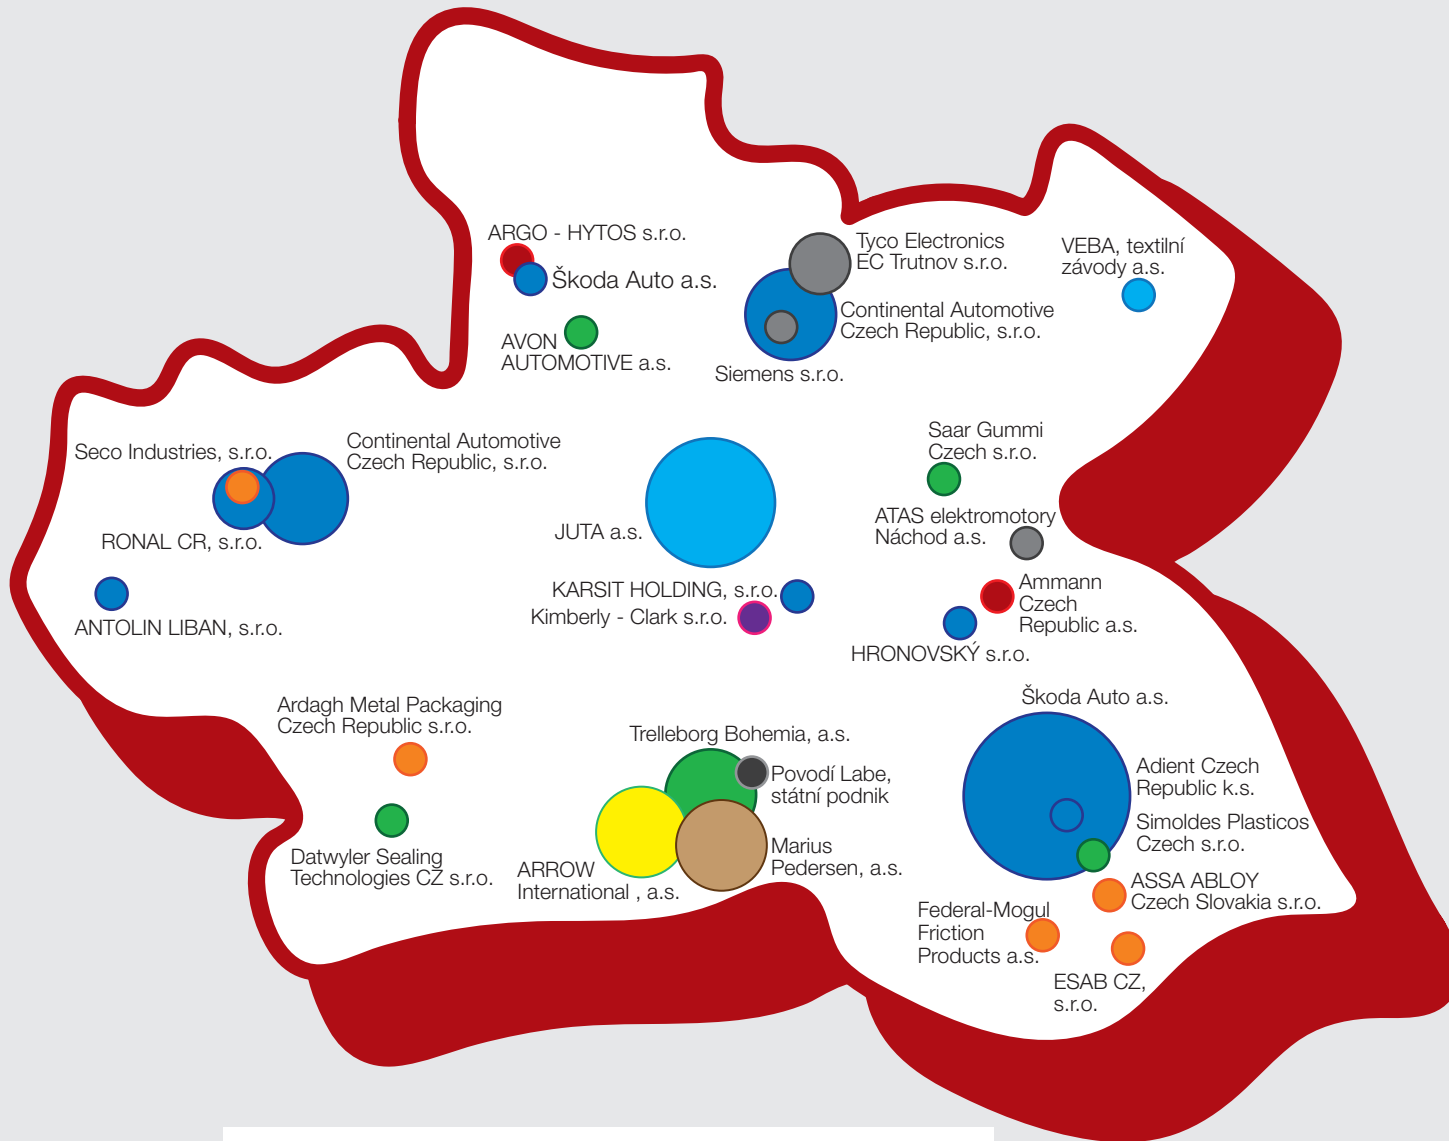 ARGO - HYTOS s.r.o.
Škoda Auto a.s.
AVON
AUTOMOTIVE a.s.
Tyco Electronics
EC Trutnov s.r.o.
Continental Automotive
Czech Republic, s.r.o.
Siemens s.r.o.
VEBA, textilní
závody a.s.
Seco Industries, s.r.o.
Continental Automotive
Czech Republic, s.r.o.
RONAL CR, s.r.o.
ANTOLIN LIBAN, s.r.o.
JUTA a.s.
KARSIT HOLDING, s.r.o.
Kimberly - Clark s.r.o.
Saar Gummi
Czech s.r.o.
ATAS elektromotory
Náchod a.s.
Ammann
Czech
Republic a.s.
HRONOVSKÝ s.r.o.
Ardagh Metal Packaging
Czech Republic s.r.o.
Datwyler Sealing
Technologies CZ s.r.o.
Trelleborg Bohemia, a.s.
Povodí Labe,
státní podnik
ARROW
International , a.s.
Marius
Pedersen, a.s.
Škoda Auto a.s.
Adient Czech
Republic k.s.
Simoldes Plasticos
Czech s.r.o.
ASSA ABLOY
Czech Slovakia s.r.o.
Federal-Mogul
Friction
Products a.s.
ESAB CZ,
s.r.o.